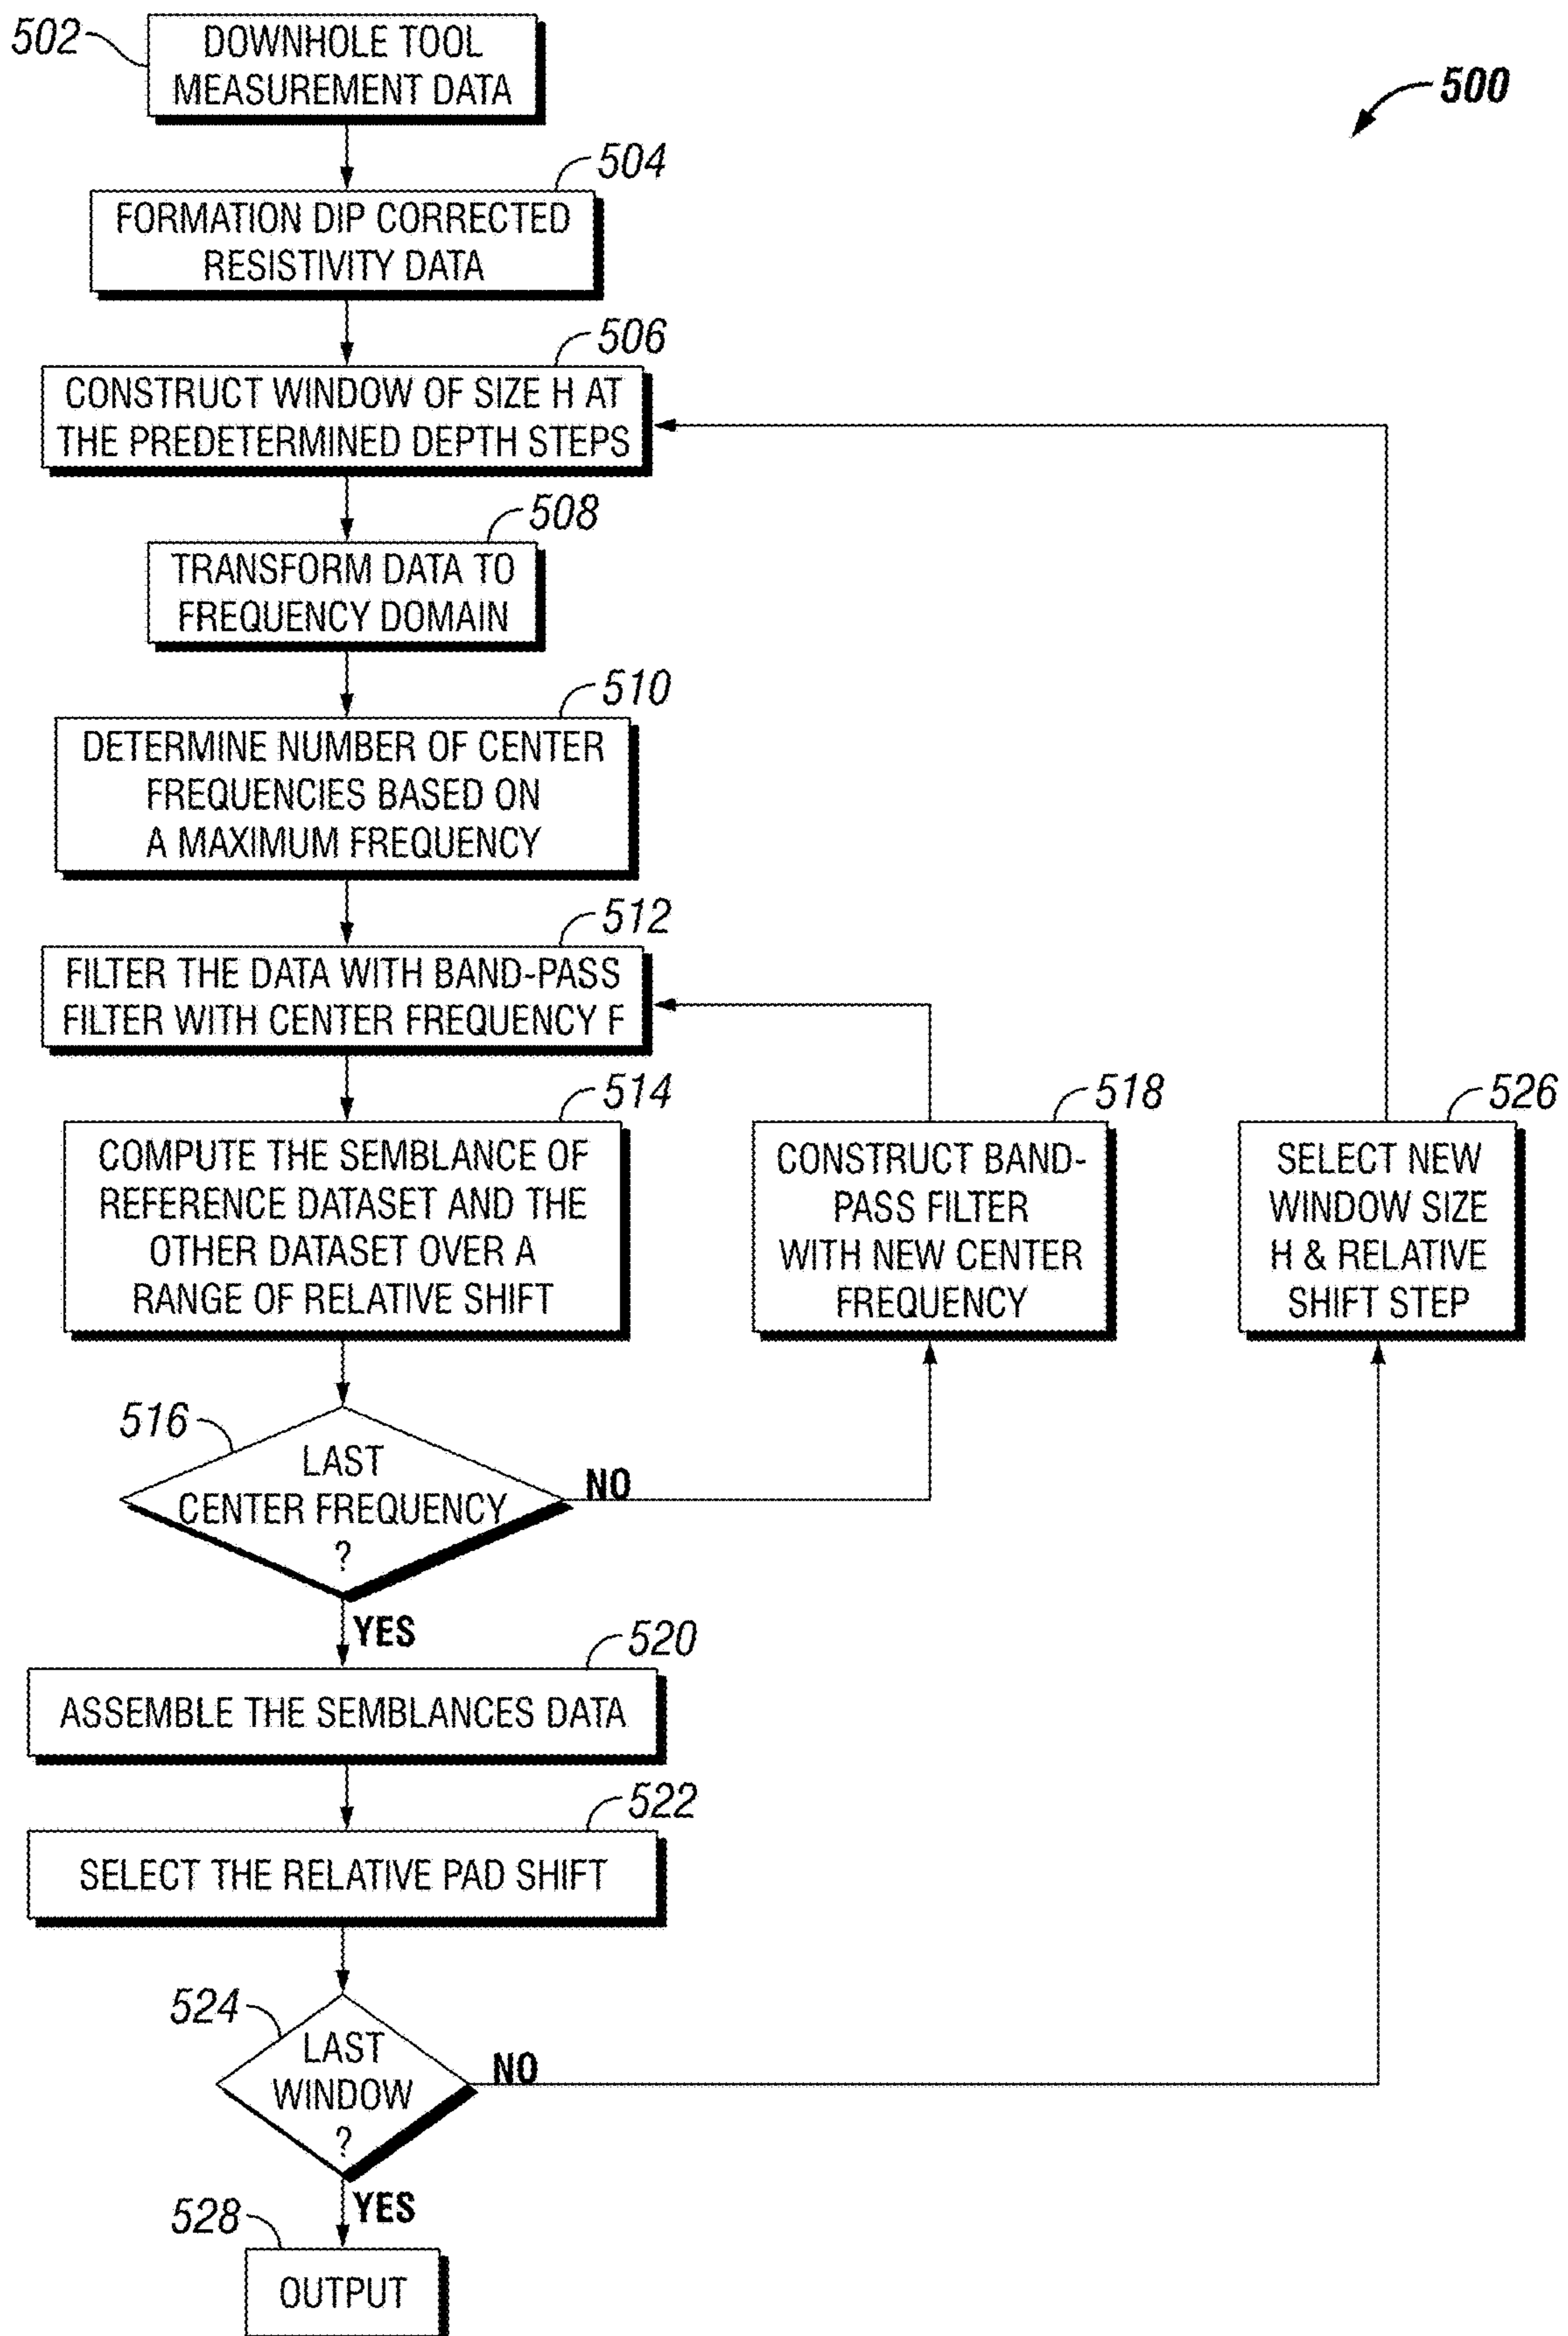 502
DOWNHOLE TOOL
MEASUREMENT DATA
500
504
FORMATION DIP CORRECTED
RESISTIVITY DATA
506
CONSTRUCT WINDOW OF SIZE H AT
THE PREDETERMINED DEPTH STEPS
508
TRANSFORM DATA TO
FREQUENCY DOMAIN
510
DETERMINE NUMBER OF CENTER
FREQUENCIES BASED ON
A MAXIMUM FREQUENCY
512
FILTER THE DATA WITH BAND-PASS
FILTER WITH CENTER FREQUENCY F
514
COMPUTE THE SEMBLANCE OF
REFERENCE DATASET AND THE
OTHER DATASET OVER A
RANGE OF RELATIVE SHIFT
518
CONSTRUCT BAND-
PASS FILTER
WITH NEW CENTER
FREQUENCY
526
SELECT NEW
WINDOW SIZE
H & RELATIVE
SHIFT STEP
516
LAST
CENTER FREQUENCY
?
NO
YES
520
ASSEMBLE THE SEMBLANCES DATA
522
SELECT THE RELATIVE PAD SHIFT
524
LAST
WINDOW
?
NO
YES
528
OUTPUT